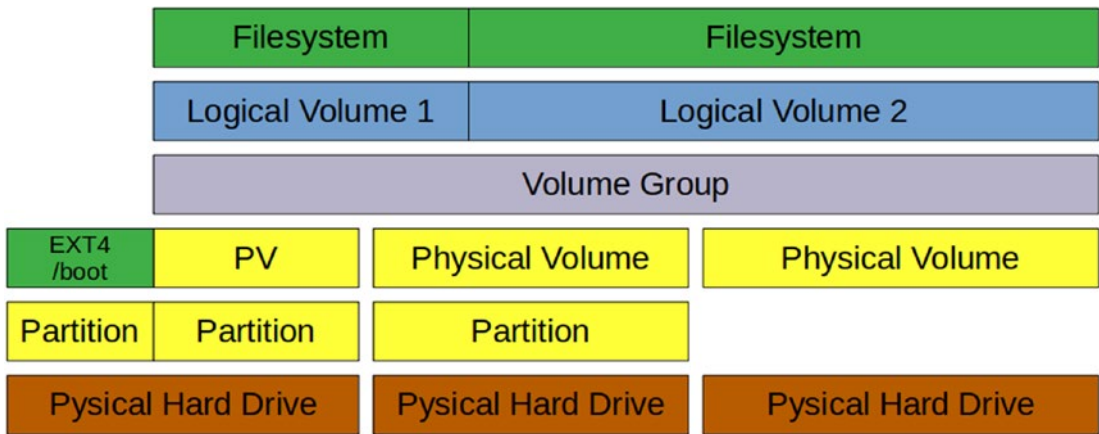 Filesystem Filesystem
Logical Volume 1 Logical Volume 2
Volume Group
EXT4
/boot
PV Physical Volume Physical Volume
Partition Partition Partition
Pysical Hard Drive Pysical Hard Drive Pysical Hard Drive